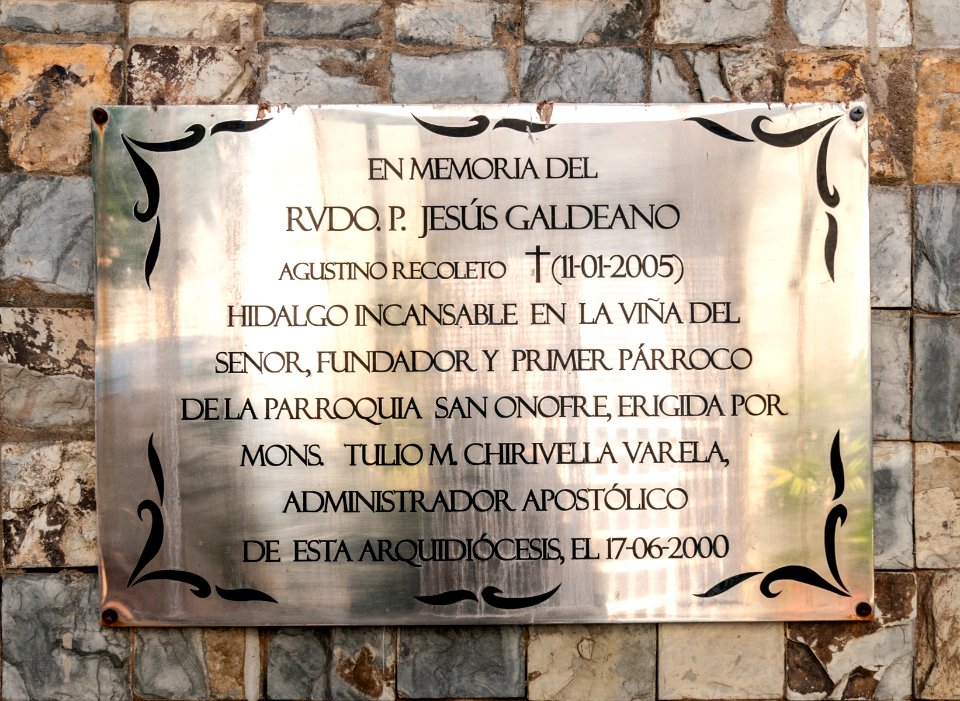 EN MEMORIA DEL
RVDO. P. JESÚS GALDEANO
AGUSTINO RECOLETO †(11-01-2005)
HIDALGO INCANSABLE EN LA VIÑA DEL
SEÑOR, FUNDADOR Y PRIMER PÁRROCO
DE LA PARROQUIA SAN ONOFRE, ERIGIDA POR
MONS. TULIO M. CHIRIVELLA VARELA,
ADMINISTRADOR APOSTÓLICO
DE ESTA ARQUIDIÓCESIS, EL 17-06-2000